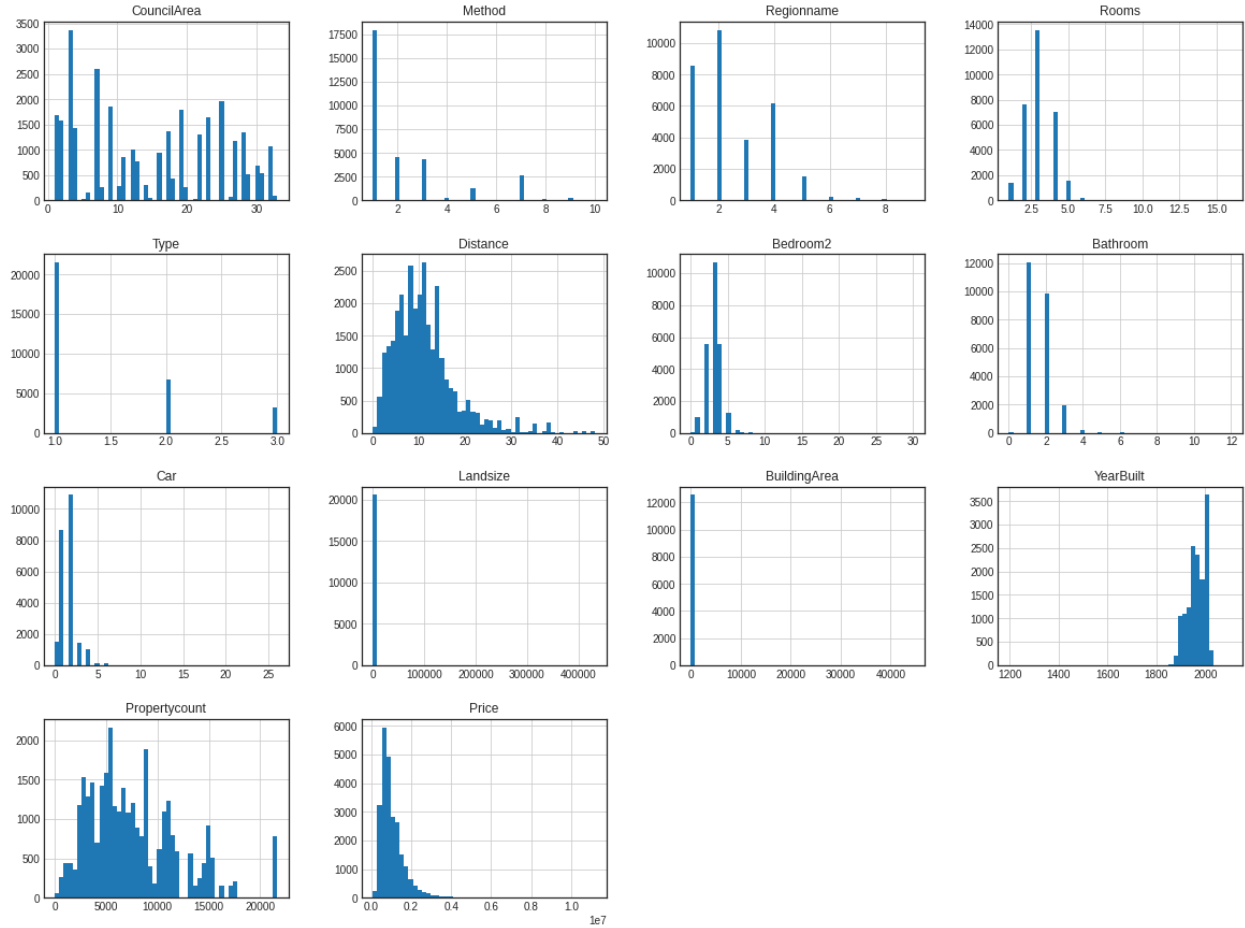 CouncilArea Method Regionname Rooms
3500 3000 2500 2000 1500 1000 500 0
0 10 20 30
17500 15000 12500 10000 7500 5000 2500 0
2 4 6 8 10
10000 8000 6000 4000 2000 0
2 4 6 8
14000 12000 10000 8000 6000 4000 2000 0
2.5 5.0 7.5 10.0 12.5 15.0
Type Distance Bedroom2 Bathroom
20000 15000 10000 5000 0
1.0 1.5 2.0 2.5 3.0
2500 2000 1500 1000 500 0
0 10 20 30 40 50
10000 8000 6000 4000 2000 0
0 5 10 15 20 25 30
12000 10000 8000 6000 4000 2000 0
0 2 4 6 8 10 12
Car Landsize BuildingArea YearBuilt
10000 8000 6000 4000 2000 0
0 5 10 15 20 25
20000 15000 10000 5000 0
0 100000 200000 300000 400000
12000 10000 8000 6000 4000 2000 0
0 10000 20000 30000 40000
3500 3000 2500 2000 1500 1000 500 0
1200 1400 1600 1800 2000
Propertycount Price
2000 1500 1000 500 0
0 5000 10000 15000 20000
6000 5000 4000 3000 2000 1000 0
0.0 0.2 0.4 0.6 0.8 1.0
1e7